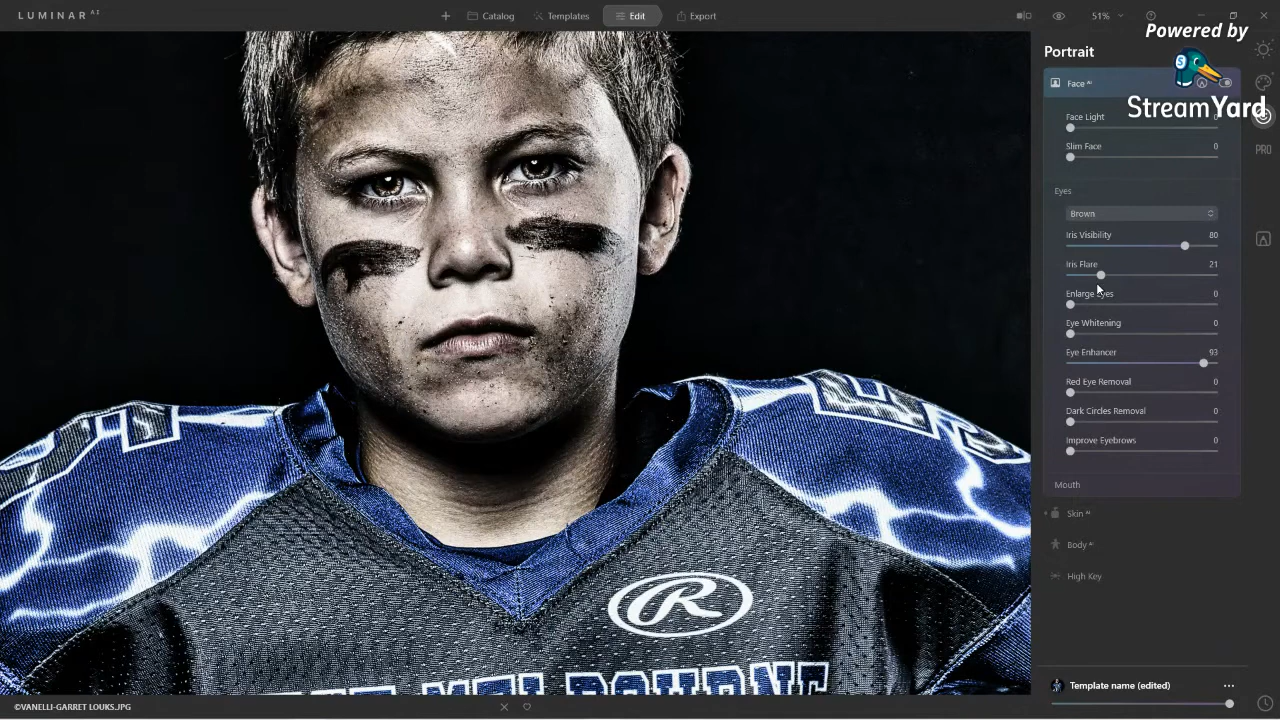 LUMINAR AI
Catalog
Templates
Edit
Export
51%
Powered by
StreamYard
Portrait
Face AI
Face Light
Slim Face 0
Eyes
Brown
Iris Visibility 80
Iris Flare 21
Enlarge Eyes 0
Eye Whitening 0
Eye Enhancer 93
Red Eye Removal 0
Dark Circles Removal 0
Improve Eyebrows 0
Mouth
Skin AI
Body AI
High Key
PRO
R
Template name (edited)
©VANELLI-GARRET LOUKS.JPG